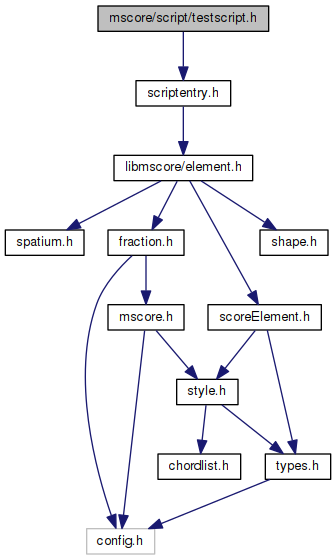 mscore/script/testscript.h
scriptentry.h
libmscore/element.h
spatium.h
fraction.h
shape.h
mscore.h
scoreElement.h
style.h
chordlist.h
types.h
config.h